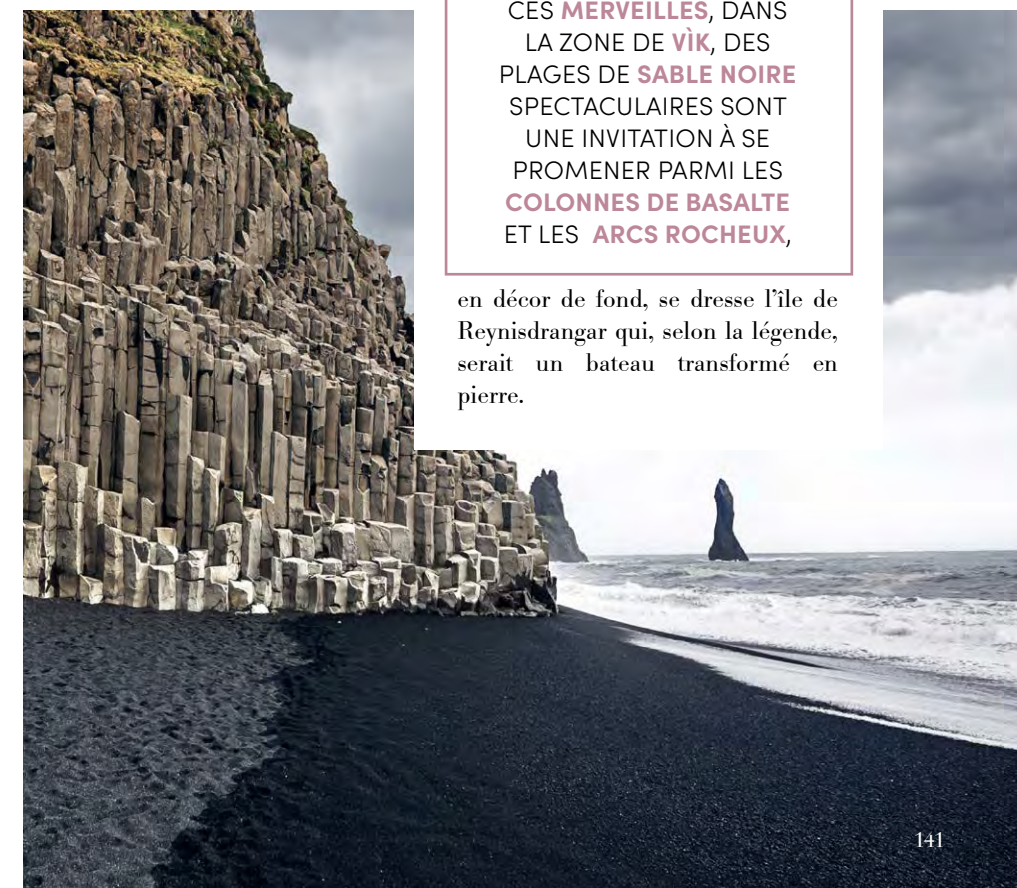 CES MERVEILLES, DANS
LA ZONE DE VÌK, DES
PLAGES DE SABLE NOIRE
SPECTACULAIRES SONT
UNE INVITATION À SE
PROMENER PARMI LES
COLONNES DE BASALTE
ET LES ARCS ROCHEUX,
en décor de fond, se dresse l’île de
Reynisdrangar qui, selon la légende,
serait un bateau transformé en
pierre.
141